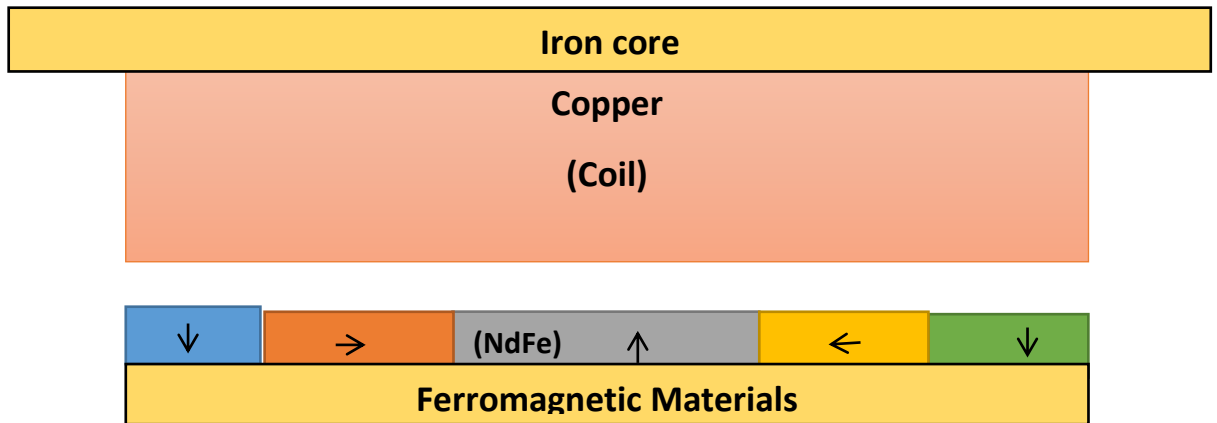 Iron core
Copper
(Coil)
(NdFe)
Ferromagnetic Materials